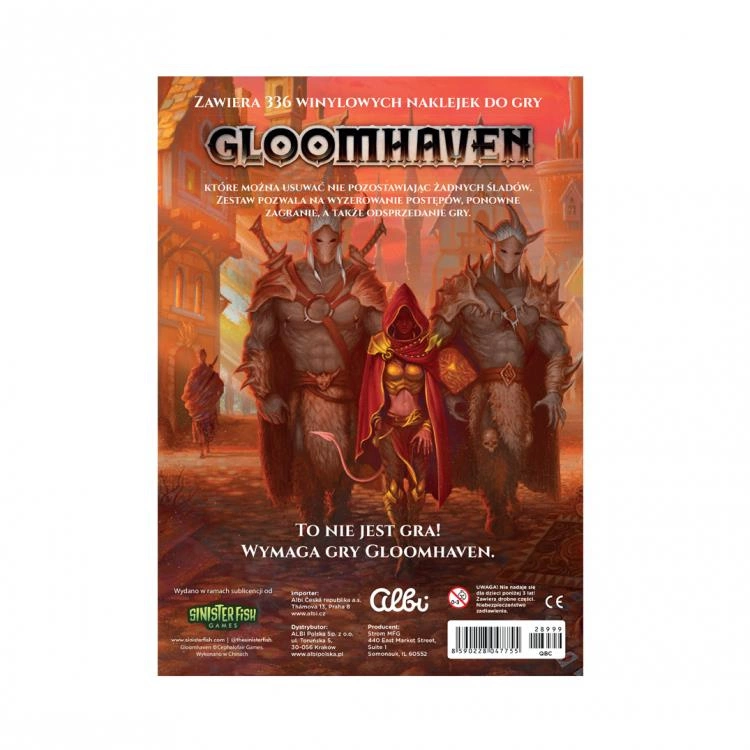 Zawiera 336 winylowych naklejek do gry
GLOOMHAVEN
które można usuwać nie pozostawiając żadnych śladów.
Zestaw pozwala na wyzerowanie postępów, ponowne
zagranie, a także odsprzedanie gry.
To nie jest gra!
Wymaga gry Gloomhaven.
Wydano w ramach sublicencji od
SINISTER FISH
GAMES
www.sinisterfish.com | @thesinisterfish
Gloomhaven ©Cephalofair Games.
Wykonano w Chinach
Importer:
Albi Česká republika a.s.
Thámova 13, Praha 8
www.albi.cz
Dystrybutor:
ALBI Polska Sp. z o.o.
ul. Toruńska 5,
30-056 Kraków
www.albipolska.pl
Albi
Producent:
Strom MFG
440 East Market Street,
Suite 1
Somonauk, IL 60552
0-3
UWAGA! Nie nadaje się
dla dzieci poniżej 3 lat!
Zawiera drobne części.
Niebezpieczeństwo
zadławienia.
CE
28999
8 590228 047755
QBC